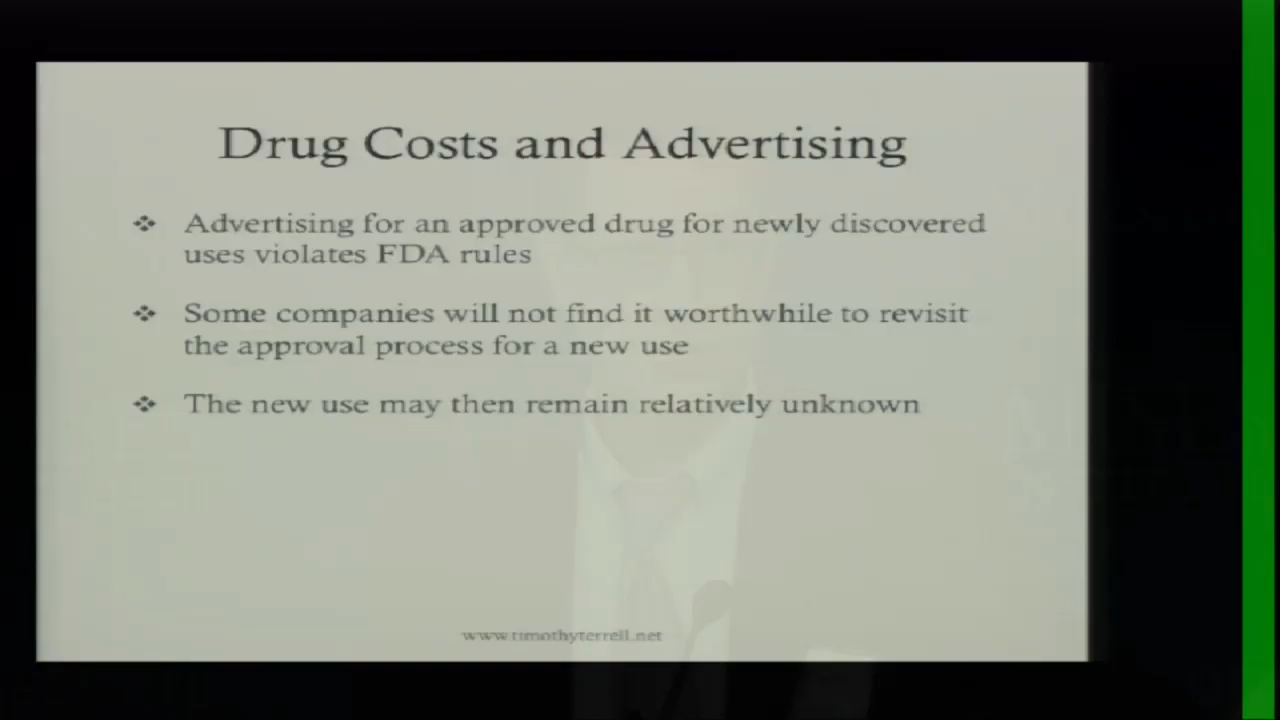 Drug Costs and Advertising
Advertising for an approved drug for newly discovered
uses violates FDA rules
Some companies will not find it worthwhile to revisit
the approval process for a new use
The new use may then remain relatively unknown
www.timothyterrell.net